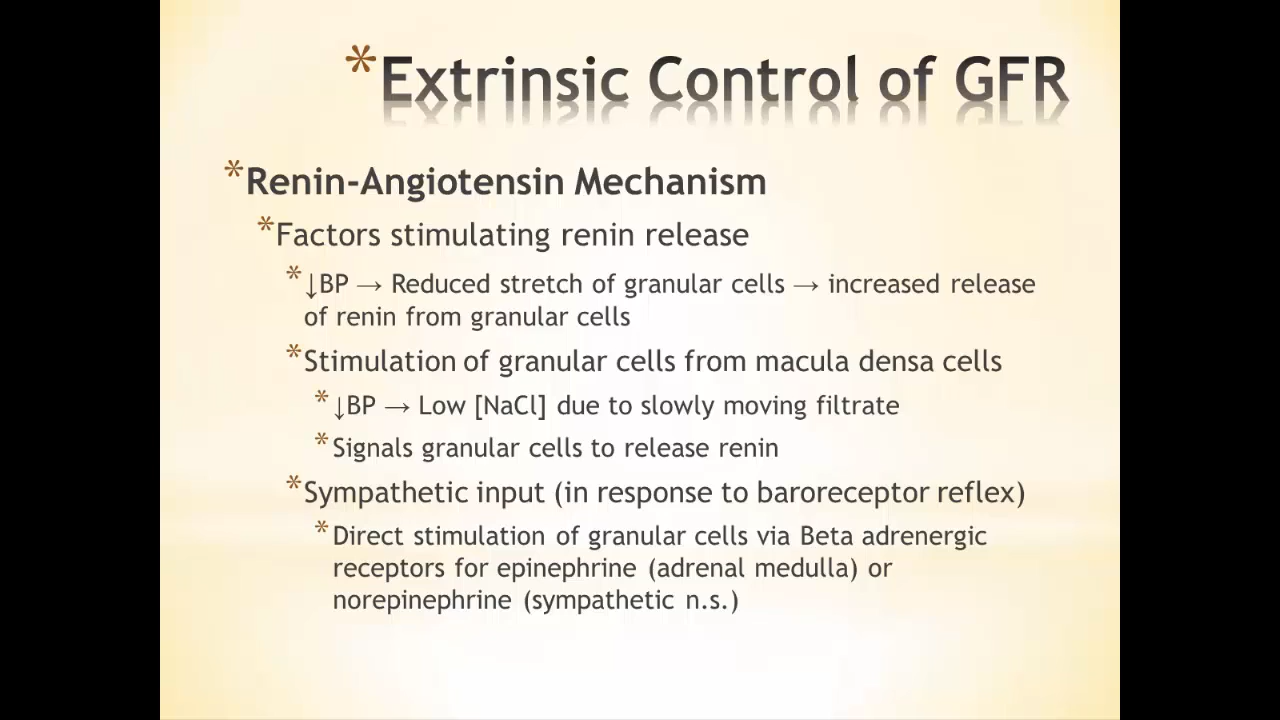 *Extrinsic Control of GFR
*Renin-Angiotensin Mechanism
*Factors stimulating renin release
*↓BP → Reduced stretch of granular cells → increased release
of renin from granular cells
*Stimulation of granular cells from macula densa cells
*↓BP → Low [NaCl] due to slowly moving filtrate
*Signals granular cells to release renin
*Sympathetic input (in response to baroreceptor reflex)
*Direct stimulation of granular cells via Beta adrenergic
receptors for epinephrine (adrenal medulla) or
norepinephrine (sympathetic n.s.)